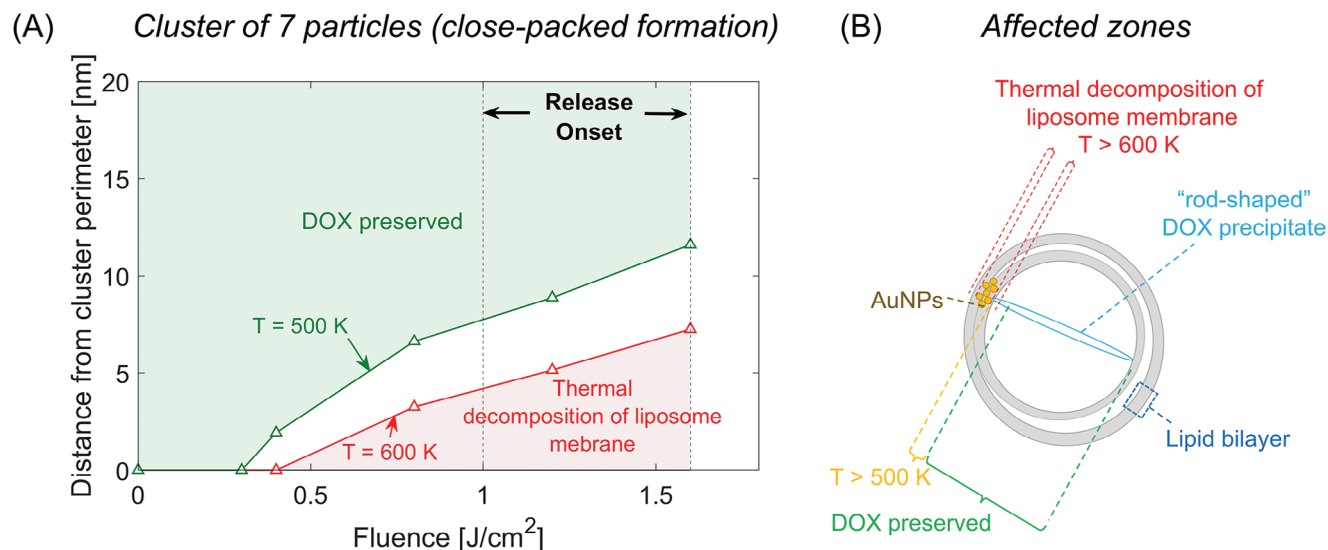 (A) Cluster of 7 particles (close-packed formation)
Distance from cluster perimeter [nm]
20
15
10
5
0
Release
Onset
DOX preserved
T = 500 K
Thermal
decomposition of liposome
mebrane
T = 600 K
0 0.5 1 1.5
Fluence [J/cm²]
(B) Affected zones
Thermal decomposition of
liposome membrane
T > 600 K
“rod-shaped”
DOX precipitate
AuNPs
Lipid bilayer
T > 500 K
DOX preserved